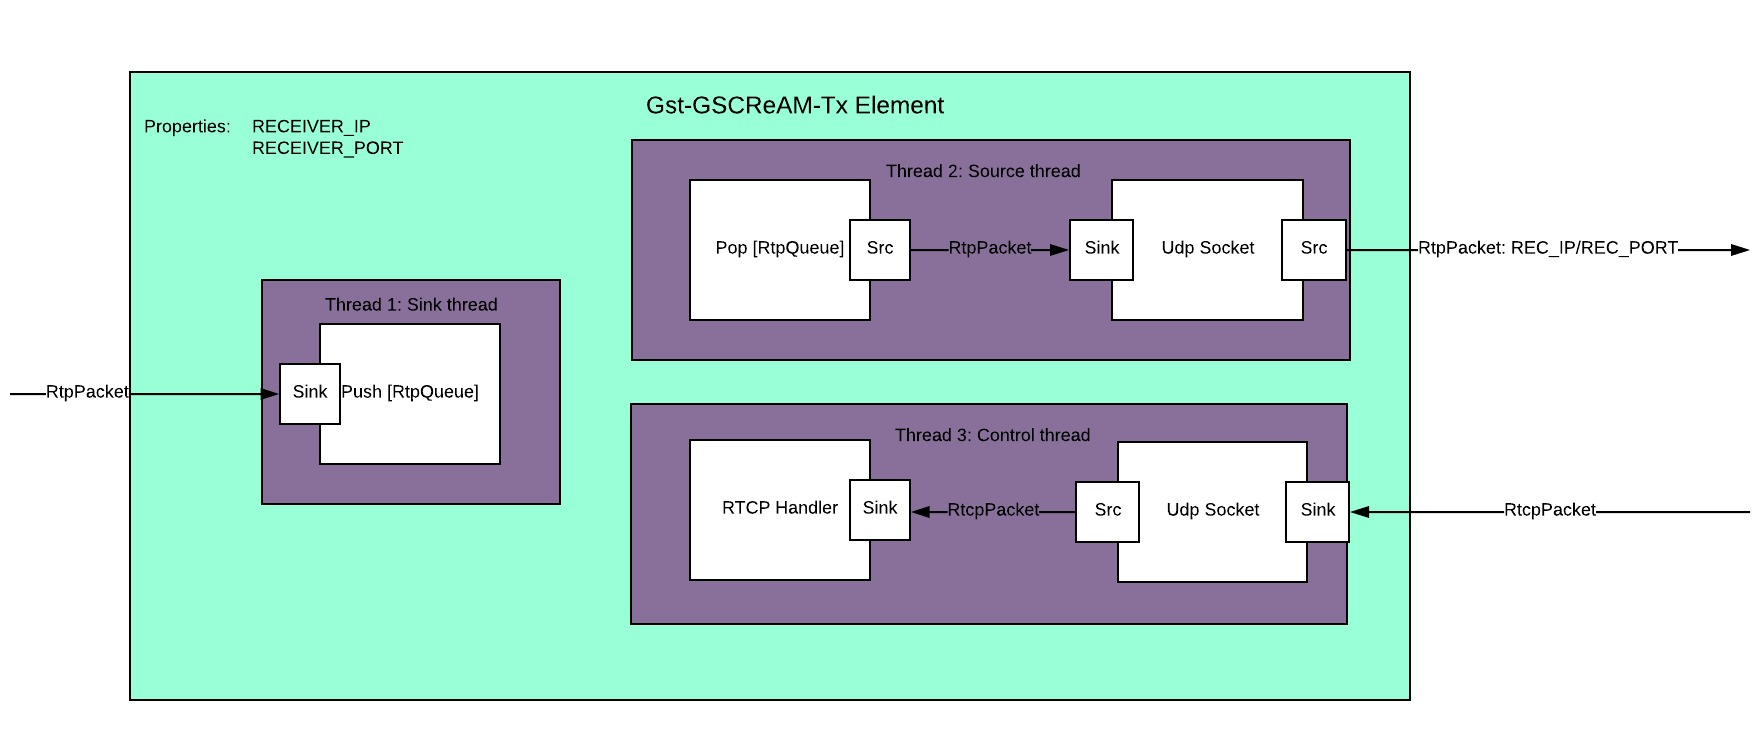 Gst-GSCReAM-Tx Element
Properties: RECEIVER_IP
RECEIVER_PORT
Thread 2: Source thread
Pop [RtpQueue]
Src
RtpPacket
Sink
Udp Socket
Src
RtpPacket: REC_IP/REC_PORT
Thread 1: Sink thread
RtpPacket
Sink
Push [RtpQueue]
Thread 3: Control thread
RTCP Handler
Sink
RtcpPacket
Src
Udp Socket
Sink
RtcpPacket